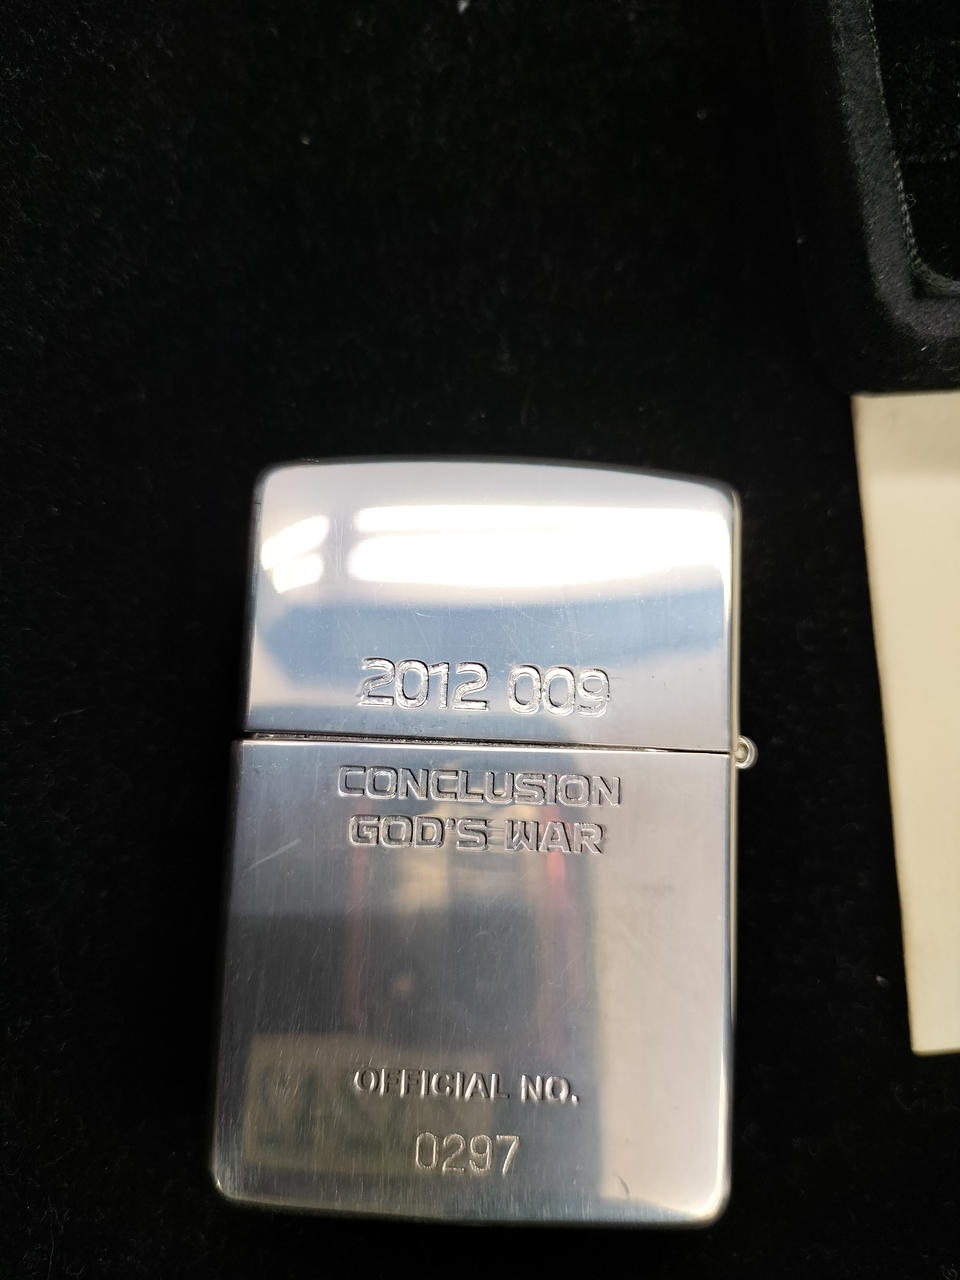 2012 009
CONCLUSION
GOD'S WAR
OFFICIAL NO.
0297